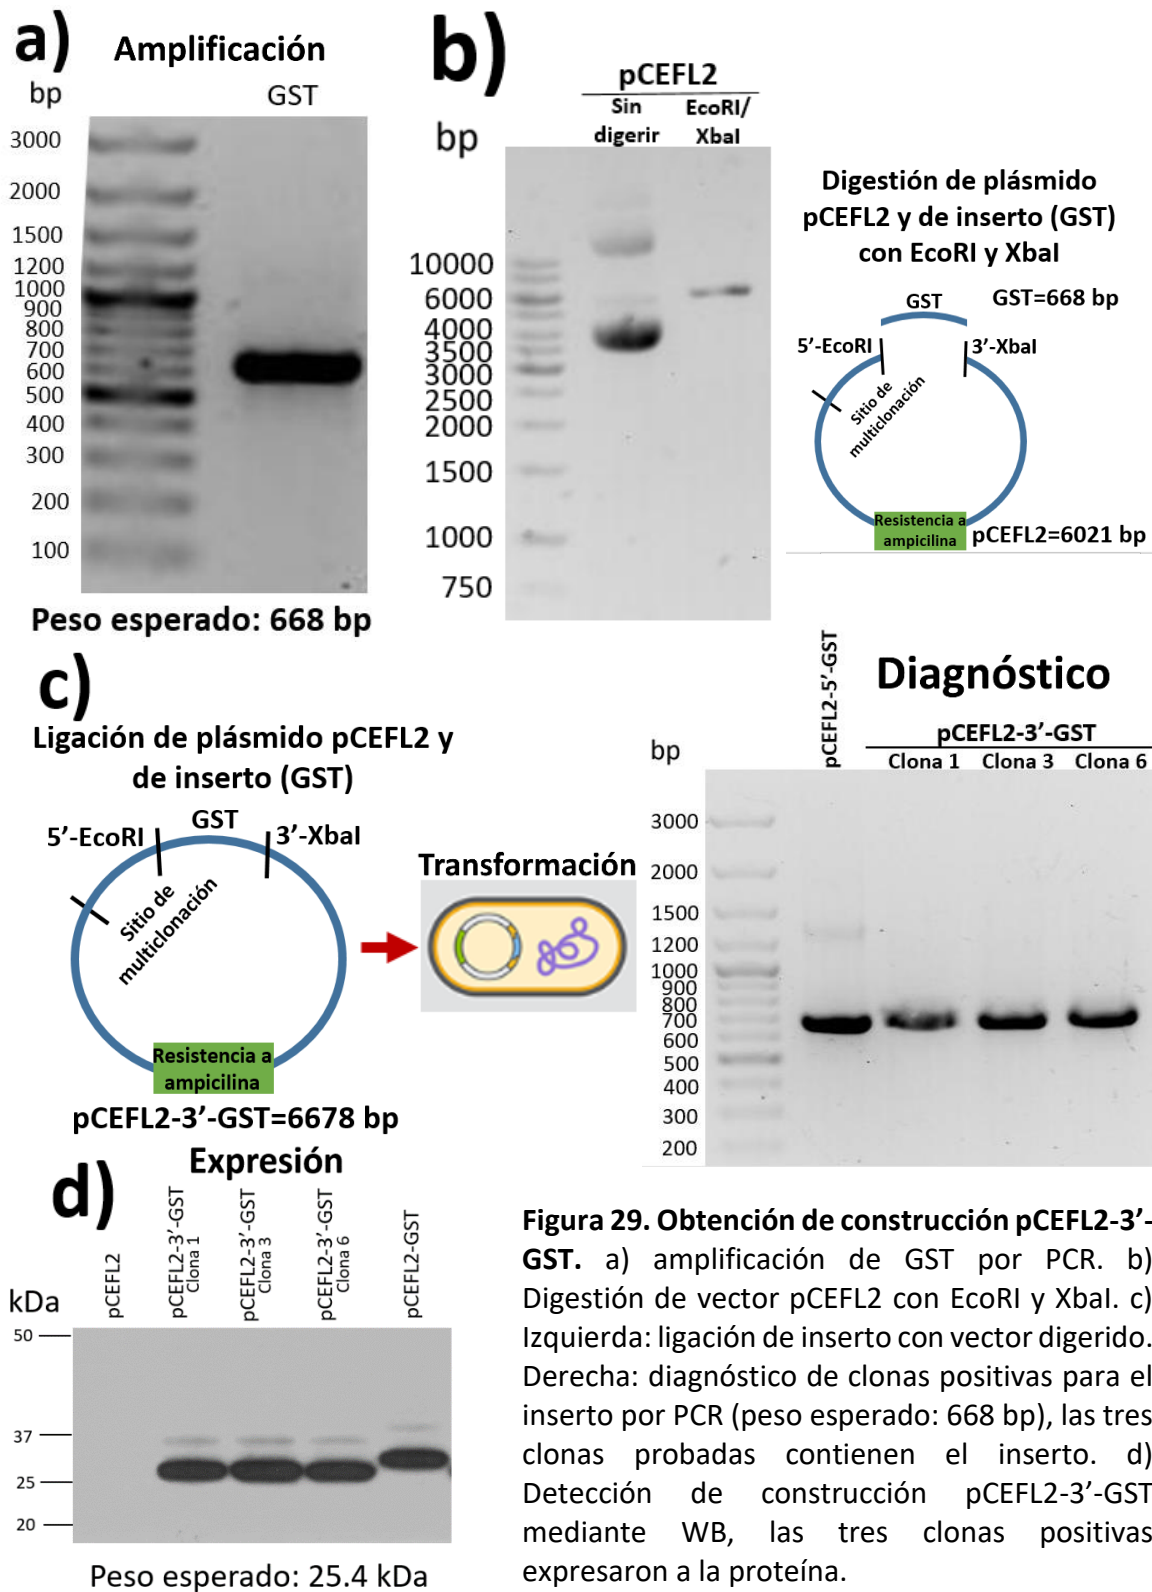 a)
Amplificación
bp
GST
3000
2000
1500
1200
1000
900
800
700
600
500
400
300
200
100
Peso esperado: 668 bp
b)
pCEFL2
Sin digerir
EcoRI/ XbaI
bp
10000
6000
4000
3500
3000
2500
2000
1500
1000
750
Digestión de plásmido
pCEFL2 y de inserto (GST)
con EcoRI y XbaI
GST
GST=668 bp
5'-EcoRI
3'-XbaI
Sitio de
multiclonación
Resistencia a
ampicilina
pCEFL2=6021 bp
c)
Ligación de plásmido pCEFL2 y
de inserto (GST)
GST
5'-EcoRI
3'-XbaI
Sitio de
multiclonación
Resistencia a
ampicilina
pCEFL2-3'-GST=6678 bp
Transformación
Diagnóstico
bp
pCEFL2-5'-GST
pCEFL2-3'-GST
Clona 1 Clona 3 Clona 6
3000
2000
1500
1200
1000
900
800
700
600
500
400
300
200
d)
Expresión
kDa
pCEFL2
pCEFL2-3'-GST
Clona 1
pCEFL2-3'-GST
Clona 3
pCEFL2-3'-GST
Clona 6
pCEFL2-GST
50
37
25
20
Peso esperado: 25.4 kDa
Figura 29. Obtención de construcción pCEFL2-3'-
GST. a) amplificación de GST por PCR. b)
Digestión de vector pCEFL2 con EcoRI y XbaI. c)
Izquierda: ligación de inserto con vector digerido.
Derecha: diagnóstico de clonas positivas para el
inserto por PCR (peso esperado: 668 bp), las tres
clonas probadas contienen el inserto. d)
Detección de construcción pCEFL2-3'-GST
mediante WB, las tres clonas positivas
expresaron a la proteína.